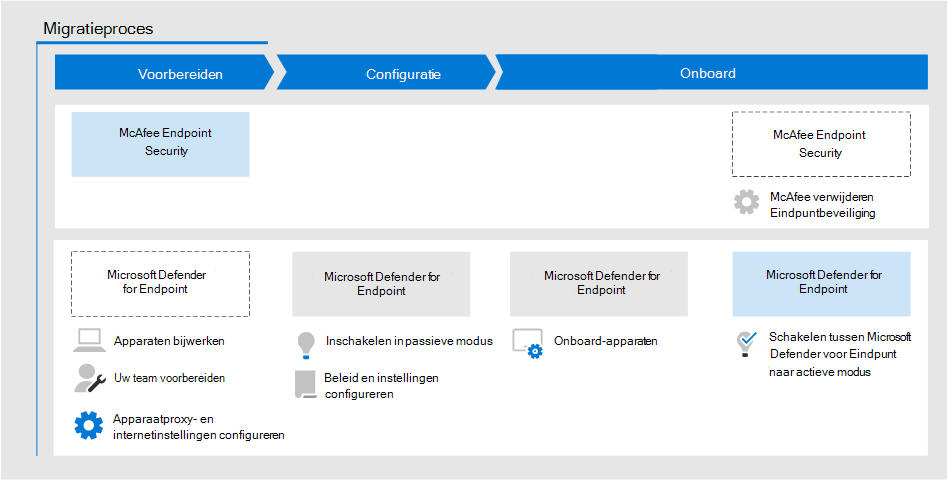 Migratieproces
Voorbereiden
Configuratie
Onboard
McAfee Endpoint
Security
McAfee Endpoint
Security
McAfee verwijderen
Eindpuntbeveiliging
Microsoft Defender
for Endpoint
Microsoft Defender for
Endpoint
Microsoft Defender for
Endpoint
Microsoft Defender for
Endpoint
Apparaten bijwerken
Uw team voorbereiden
Apparaatproxy- en
internetinstellingen configureren
Inschakelen in passieve modus
Beleid en instellingen
configureren
Onboard-apparaten
Schakelen tussen Microsoft
Defender voor Eindpunt
naar actieve modus